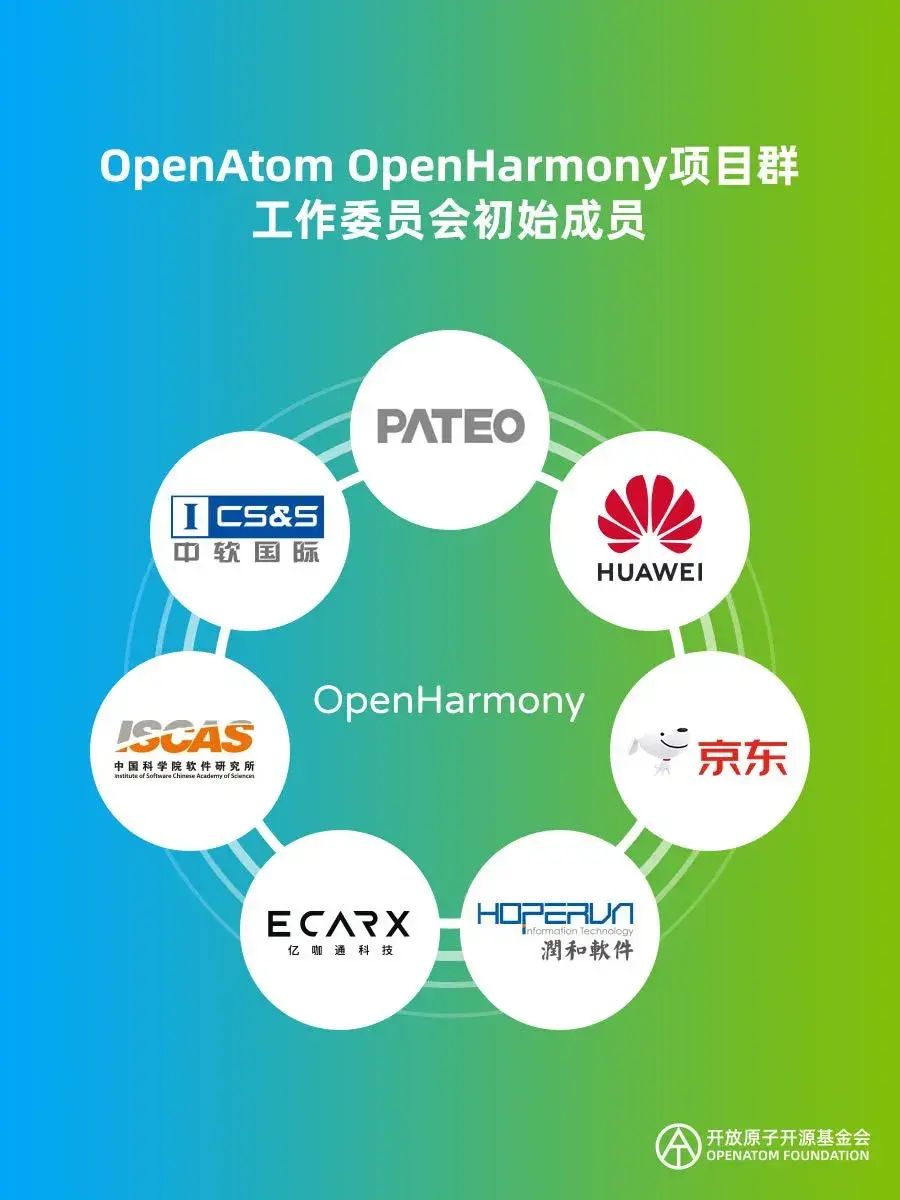 OpenAtom OpenHarmony项目群
工作委员会初始成员
PATEO
I CS&S
中软国际
HUAWEI
OpenHarmony
ISCAS
中国科学院软件研究所
Institute of Software Chinese Academy of Sciences
京东
ECARX
亿咖通科技
HOPERUN
Information Technology
潤和軟件
开放原子开源基金会
OPENATOM FOUNDATION